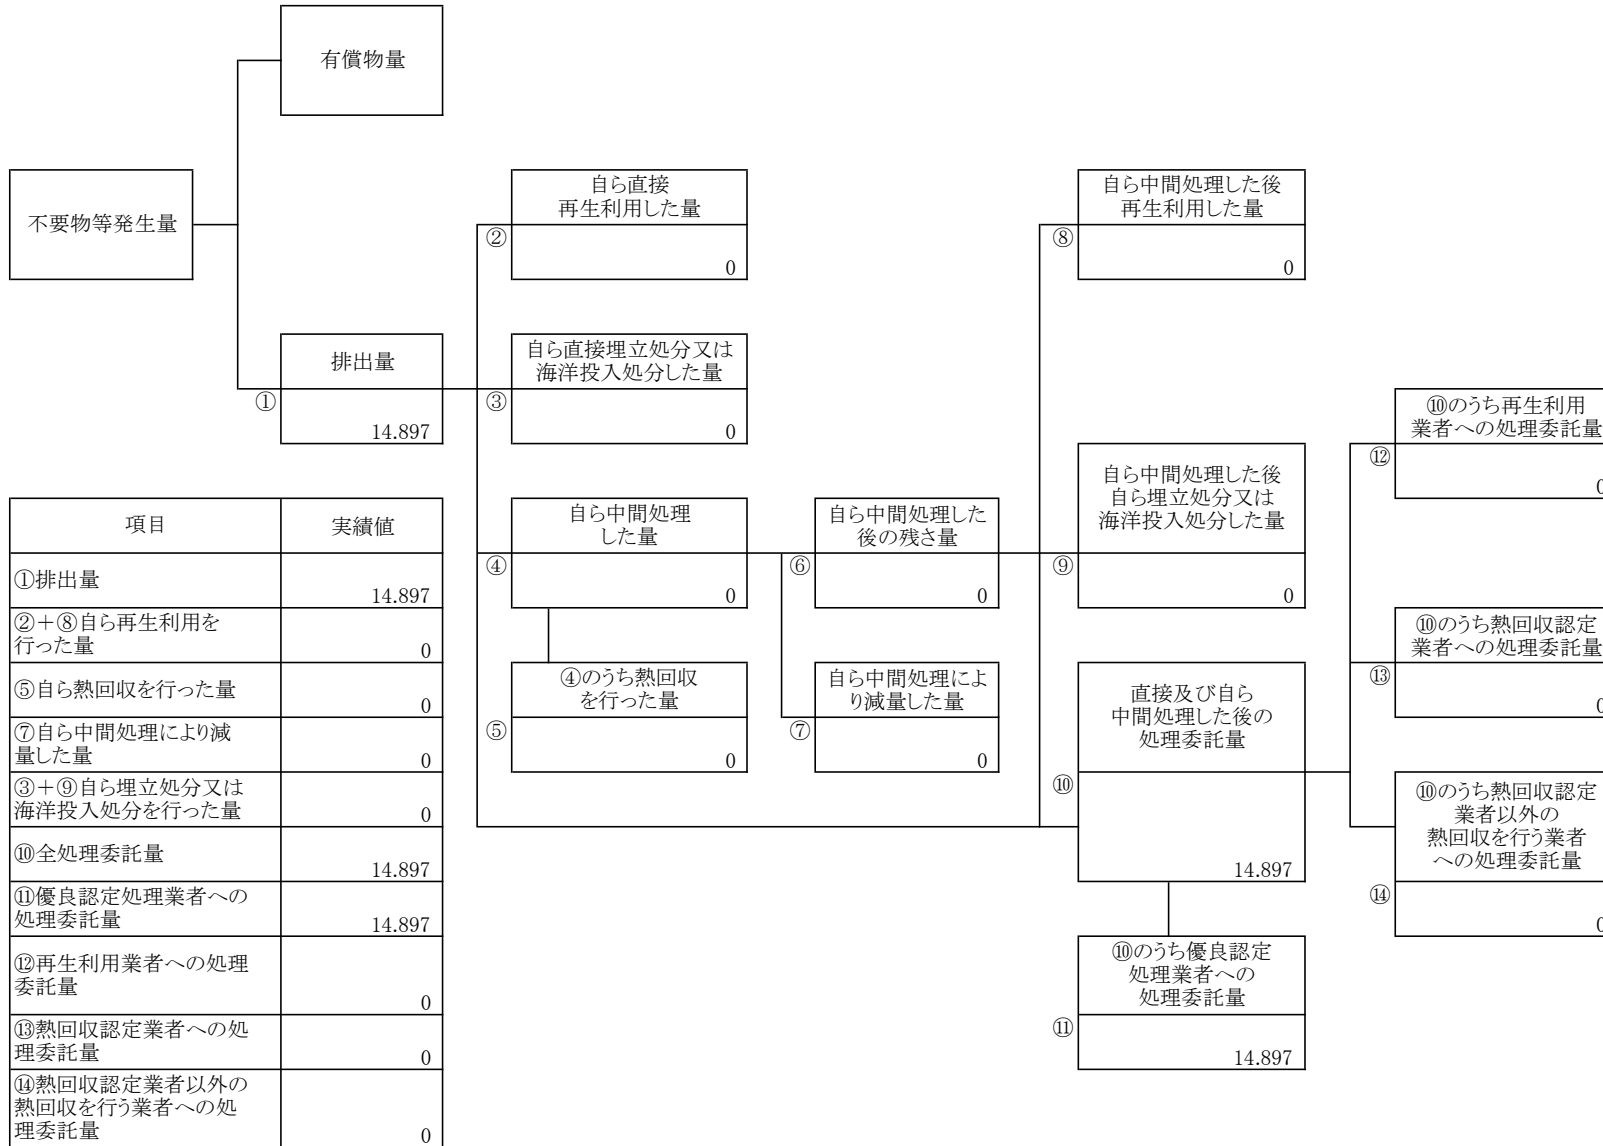 有償物量
不要物等発生量
排出量
①
14.897
自ら直接
再生利用した量
②
0
自ら直接埋立処分又は
海洋投入処分した量
③
0
自ら中間処理
した量
④
0
④のうち熱回収
を行った量
⑤
0
自ら中間処理した
後の残さ量
⑥
0
自ら中間処理によ
り減量した量
⑦
0
自ら中間処理した後
再生利用した量
⑧
0
自ら中間処理した後
自ら埋立処分又は
海洋投入処分した量
⑨
0
直接及び自ら
中間処理した後の
処理委託量
⑩
14.897
⑩のうち優良認定
処理業者への
処理委託量
⑪
14.897
⑩のうち再生利用
業者への処理委託量
⑫
0
⑩のうち熱回収認定
業者への処理委託量
⑬
0
⑩のうち熱回収認定
業者以外の
熱回収を行う業者
への処理委託量
⑭
0
項目 実績値
①排出量
14.897
②+⑧自ら再生利用を
行った量
0
⑤自ら熱回収を行った量
0
⑦自ら中間処理により減
量した量
0
③+⑨自ら埋立処分又は
海洋投入処分を行った量
0
⑩全処理委託量
14.897
⑪優良認定処理業者への
処理委託量
14.897
⑫再生利用業者への処理
委託量
0
⑬熱回収認定業者への処
理委託量
0
⑭熱回収認定業者以外の
熱回収を行う業者への処
理委託量
0